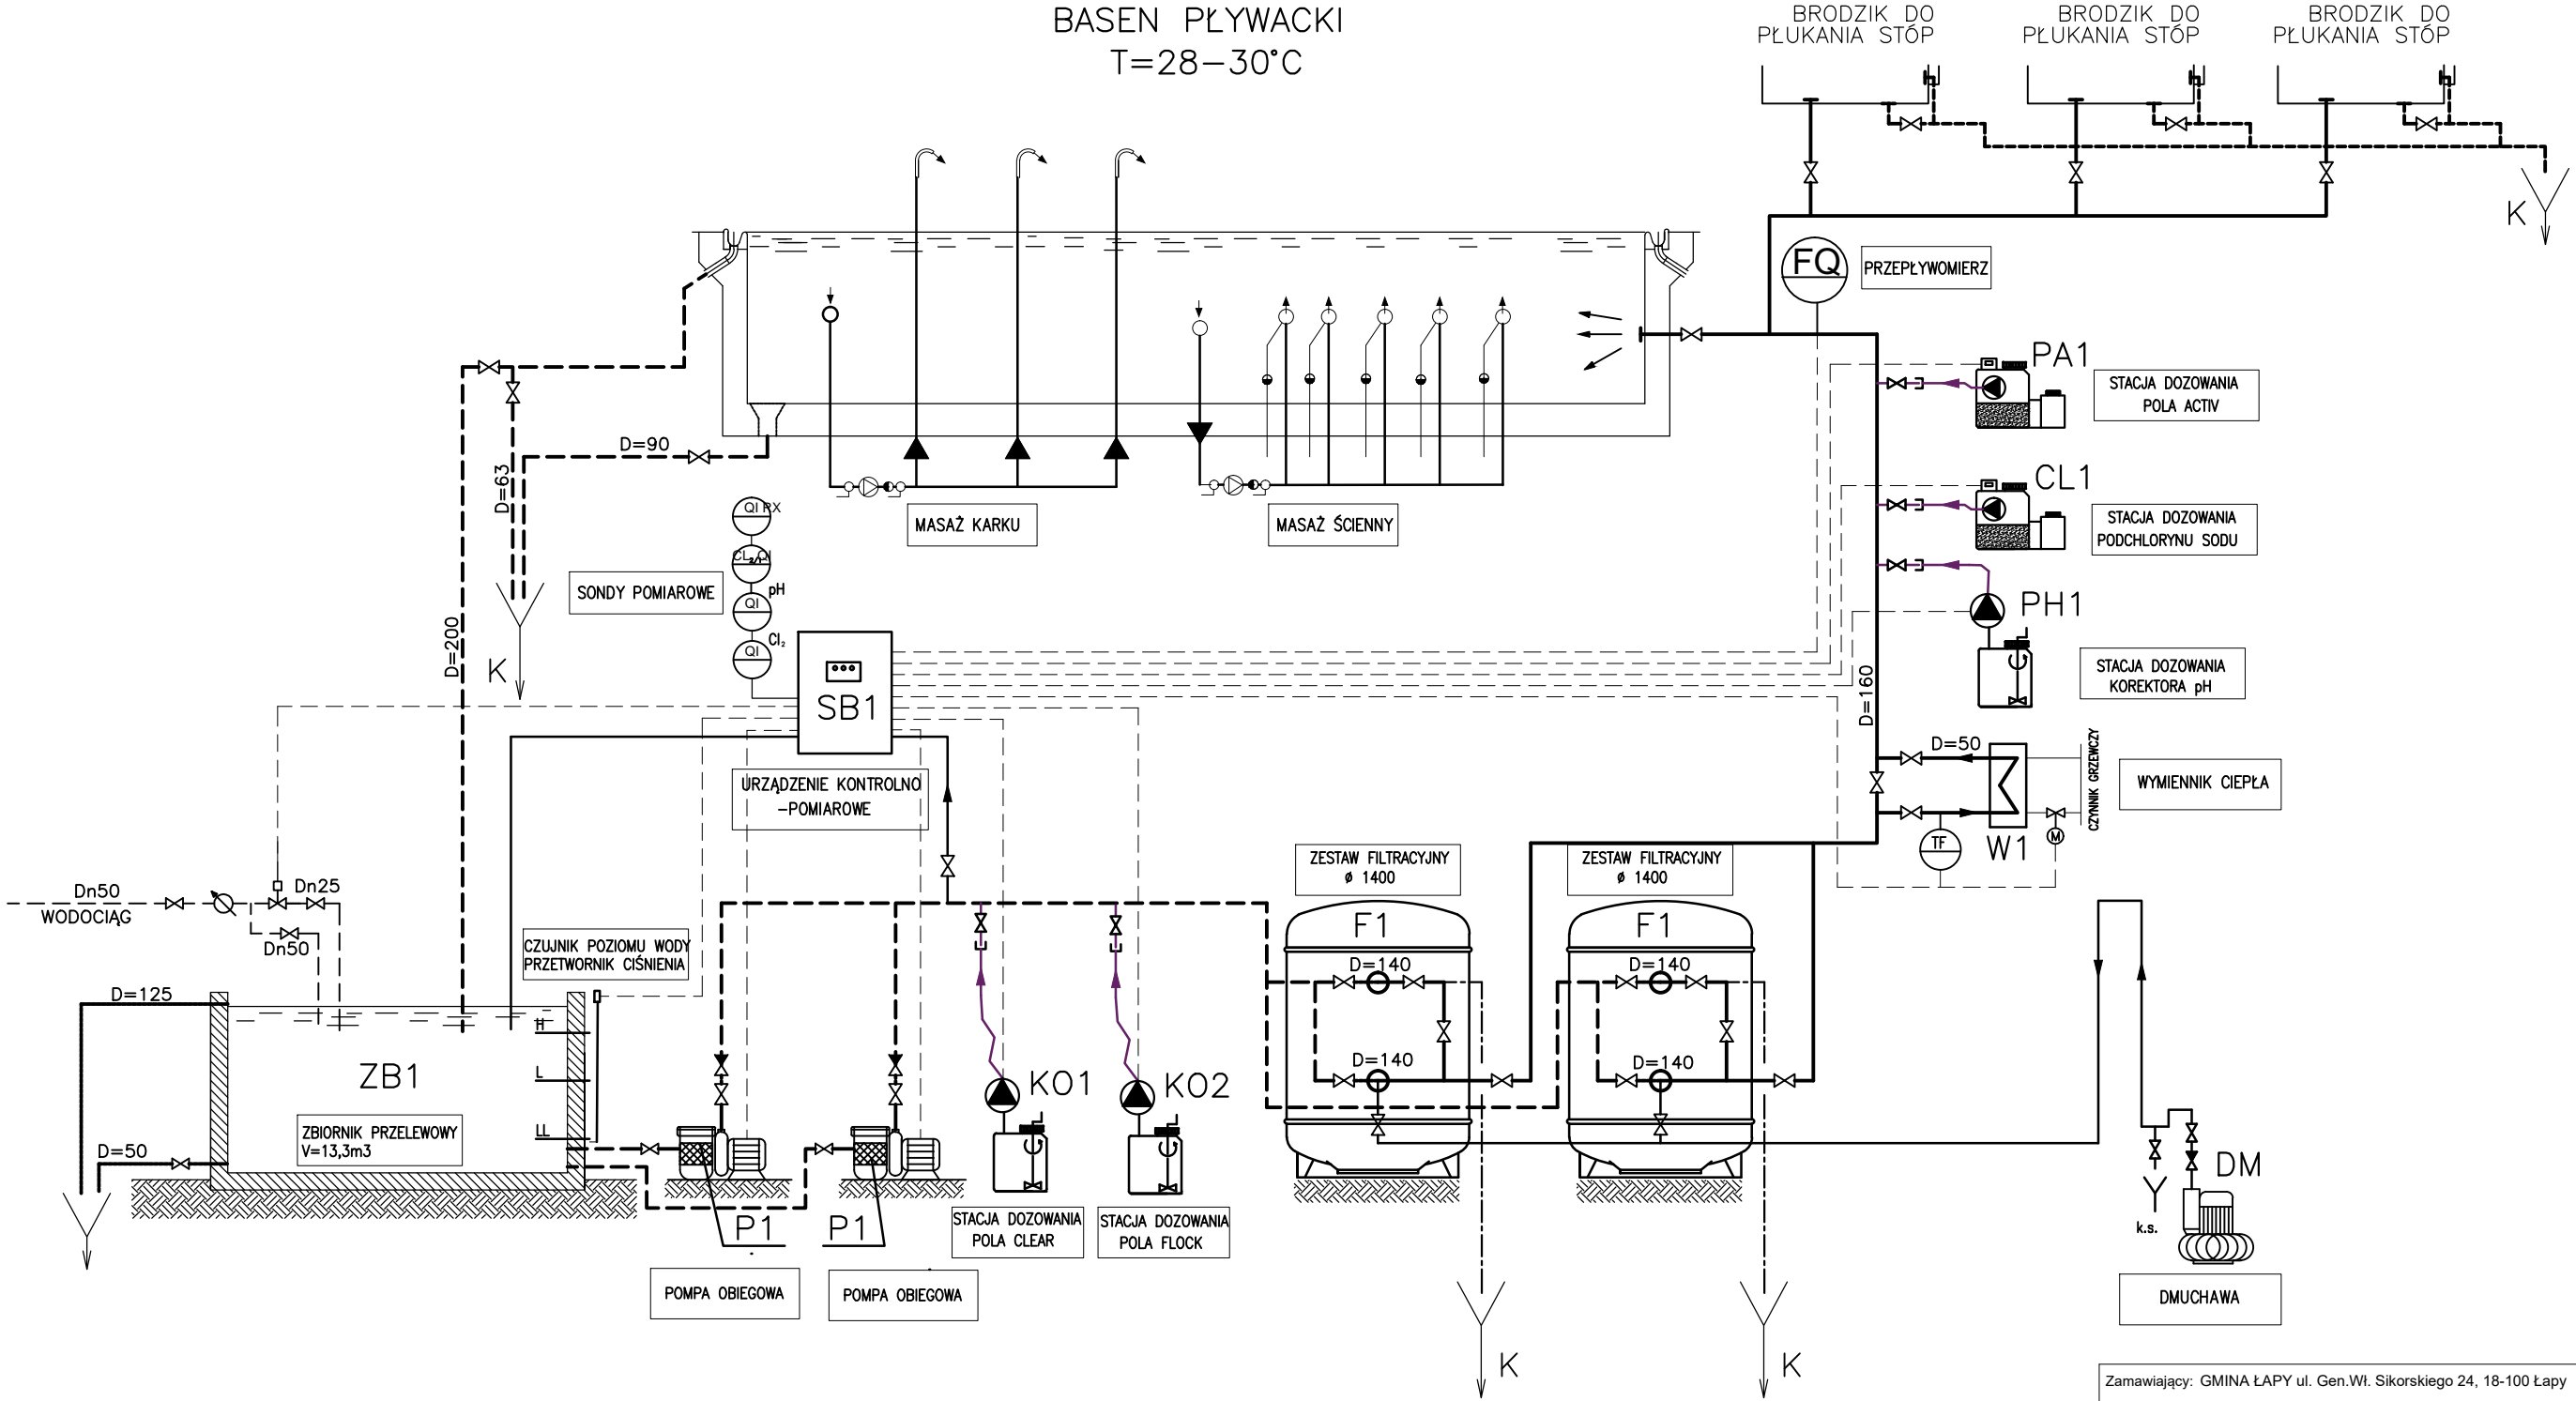 BASEN PŁYWACKI
T=28-30°C
BRODZIK DO
PŁUKANIA STÓP
BRODZIK DO
PŁUKANIA STÓP
BRODZIK DO
PŁUKANIA STÓP
K
FQ
PRZEPŁYWOMIERZ
PA1
STACJA DOZOWANIA
POLA ACTIV
CL1
STACJA DOZOWANIA
PODCHLORYNU SODU
PH1
STACJA DOZOWANIA
KOREKTORA pH
D=160
D=50
CZYNNIK GRZEWCZY
WYMIENNIK CIEPŁA
TF
W1
M
D=90
D=63
D=200
K
MASAŻ KARKU
MASAŻ ŚCIENNY
SONDY POMIAROWE
QI RX
CL₂/n QI
pH
QI
Cl₂
QI
SB1
URZĄDZENIE KONTROLNO
-POMIAROWE
Dn50
WODOCIĄG
Dn25
Dn50
CZUJNIK POZIOMU WODY
PRZETWORNIK CIŚNIENIA
D=125
D=50
H
L
LL
ZB1
ZBIORNIK PRZELEWOWY
V=13,3m3
P1
P1
POMPA OBIEGOWA
POMPA OBIEGOWA
KO1
KO2
STACJA DOZOWANIA
POLA CLEAR
STACJA DOZOWANIA
POLA FLOCK
ZESTAW FILTRACYJNY
ø 1400
ZESTAW FILTRACYJNY
ø 1400
F1
D=140
D=140
F1
D=140
D=140
K
K
DM
k.s.
DMUCHAWA
Zamawiający: GMINA ŁAPY ul. Gen.Wł. Sikorskiego 24, 18-100 Łapy